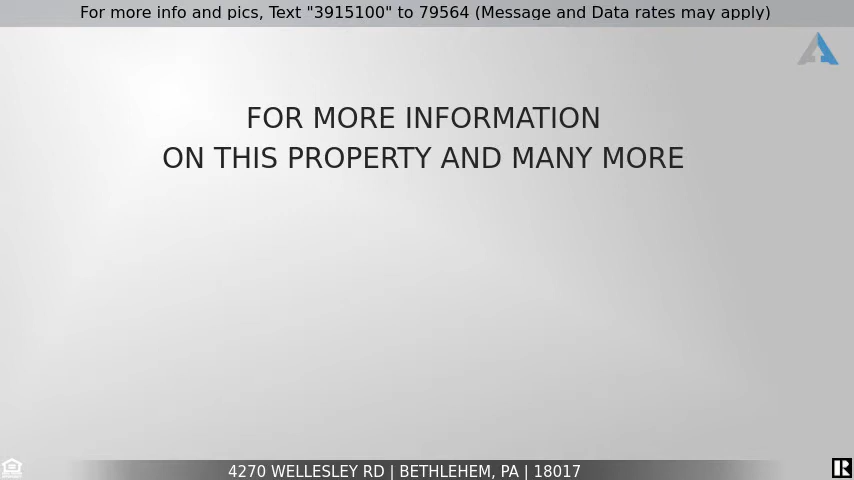 For more info and pics, Text "3915100" to 79564 (Message and Data rates may apply)
FOR MORE INFORMATION
ON THIS PROPERTY AND MANY MORE
4270 WELLESLEY RD | BETHLEHEM, PA | 18017